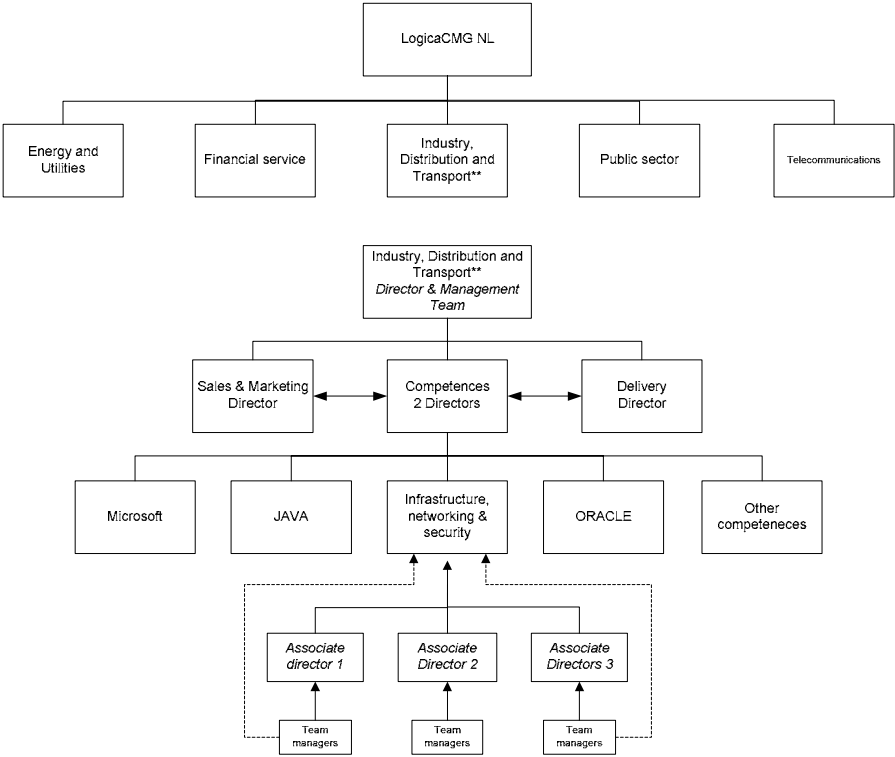 LogicaCMG NL
Energy and
Utilities
Financial service
Industry,
Distribution and
Transport**
Public sector
Telecommunications
Industry, Distribution and
Transport**
Director & Management
Team
Sales & Marketing
Director
Competences
2 Directors
Delivery
Director
Microsoft
JAVA
Infrastructure,
networking &
security
ORACLE
Other
competeneces
Associate
director 1
Associate
Director 2
Associate
Directors 3
Team
managers
Team
managers
Team
managers